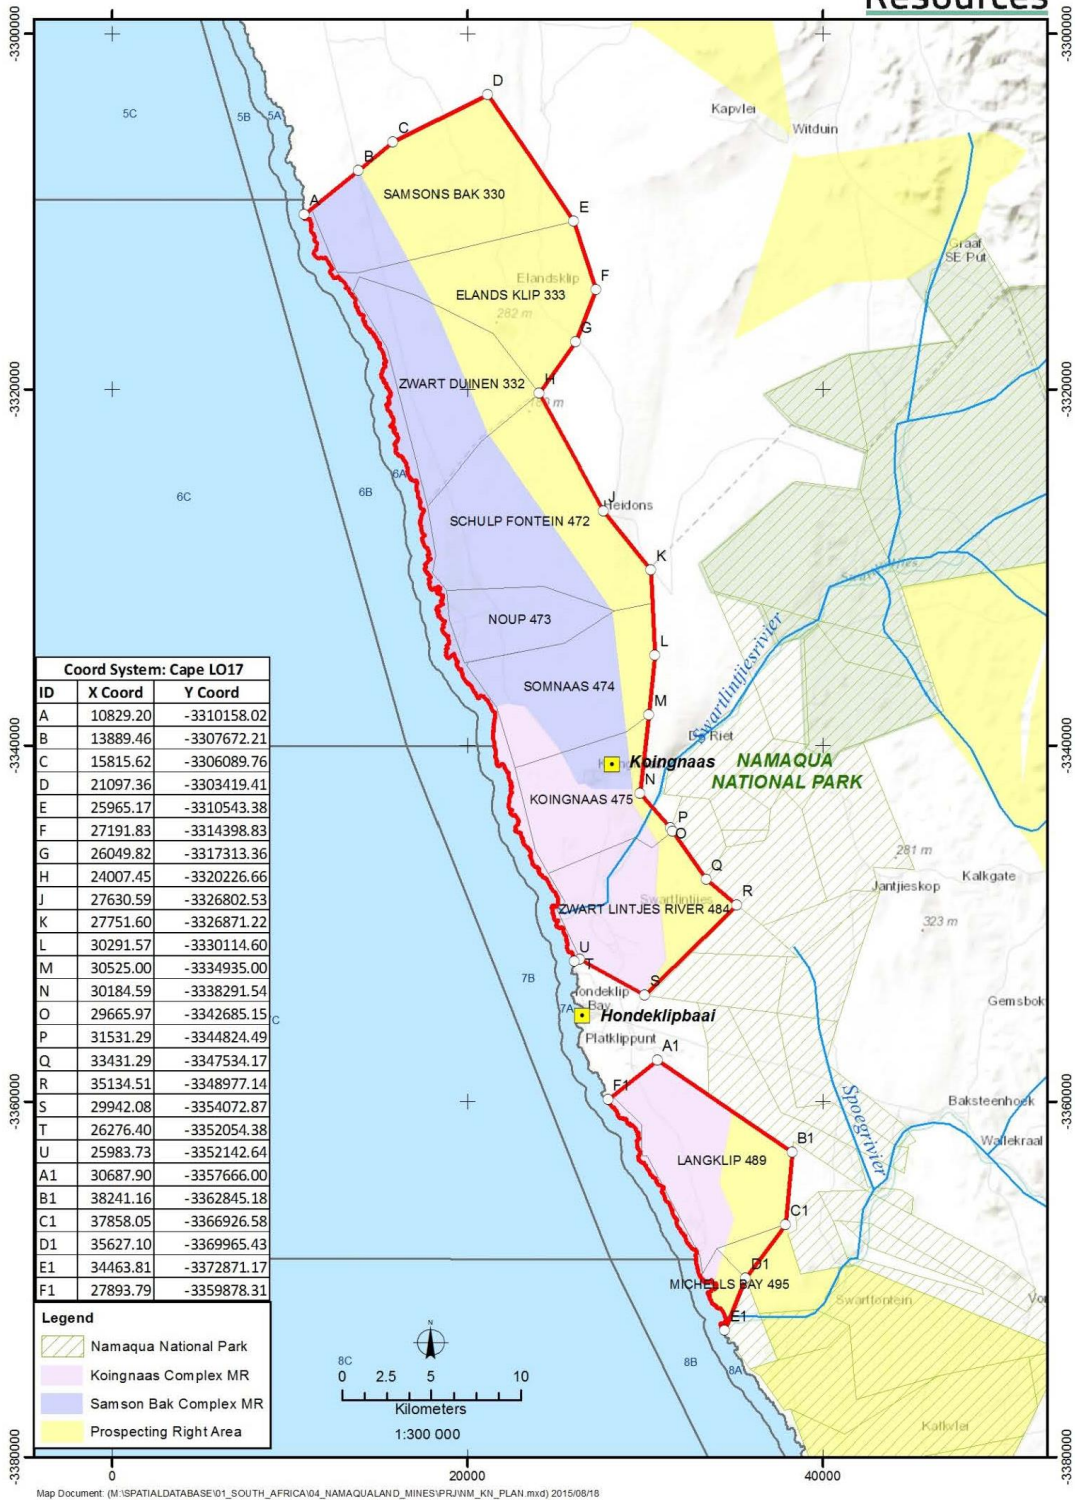 Resources
-3300000
-3300000
5C
5B
5A
D
Kapvlei
Witduin
C
B
A
SAMSONS BAK 330
E
Graaf
SE Put
Elandsklip
F
ELANDS KLIP 333
282 m
G
-3320000
-3320000
ZWART DUINEN 332
H
6A
6B
6C
J
Heidons
SCHULP FONTEIN 472
K
Swartlintjies
NOUP 473
L
Swartlintjiesrivier
SOMNAAS 474
M
-3340000
-3340000
Koingnaas
NAMAQUA
NATIONAL PARK
N
KOINGNAAS 475
P
O
281 m
Q
Jantjieskop
Kalkgate
R
Swartlintjies
ZWART LINTJES RIVER 484
323 m
U
T
7B
S
Hondeklip
Bay
7A
Hondeklipbaai
Gemsbok
Platklippunt
C
A1
F1
-3360000
-3360000
Spoegrivier
Baksteenhoek
Wallekraal
B1
LANGKLIP 489
C1
D1
MICHELLS BAY 495
Swartfontein
E1
8C
8B
8A
Kalkvlei
-3380000
-3380000
Coord System: Cape LO17
ID X Coord Y Coord
A 10829.20 -3310158.02
B 13889.46 -3307672.21
C 15815.62 -3306089.76
D 21097.36 -3303419.41
E 25965.17 -3310543.38
F 27191.83 -3314398.83
G 26049.82 -3317313.36
H 24007.45 -3320226.66
J 27630.59 -3326802.53
K 27751.60 -3326871.22
L 30291.57 -3330114.60
M 30525.00 -3334935.00
N 30184.59 -3338291.54
O 29665.97 -3342685.15
P 31531.29 -3344824.49
Q 33431.29 -3347534.17
R 35134.51 -3348977.14
S 29942.08 -3354072.87
T 26276.40 -3352054.38
U 25983.73 -3352142.64
A1 30687.90 -3357666.00
B1 38241.16 -3362845.18
C1 37858.05 -3366926.58
D1 35627.10 -3369965.43
E1 34463.81 -3372871.17
F1 27893.79 -3359878.31
Legend
Namaqua National Park
Koingnaas Complex MR
Samson Bak Complex MR
Prospecting Right Area
N
0 2.5 5 10
Kilometers
1:300 000
0 20000 40000
Map Document: (M:\SPATIALDATABASE\01_SOUTH_AFRICA\04_NAMAQUALAND_MINES\PRJ\NM_KN_PLAN.mxd) 2015/08/18